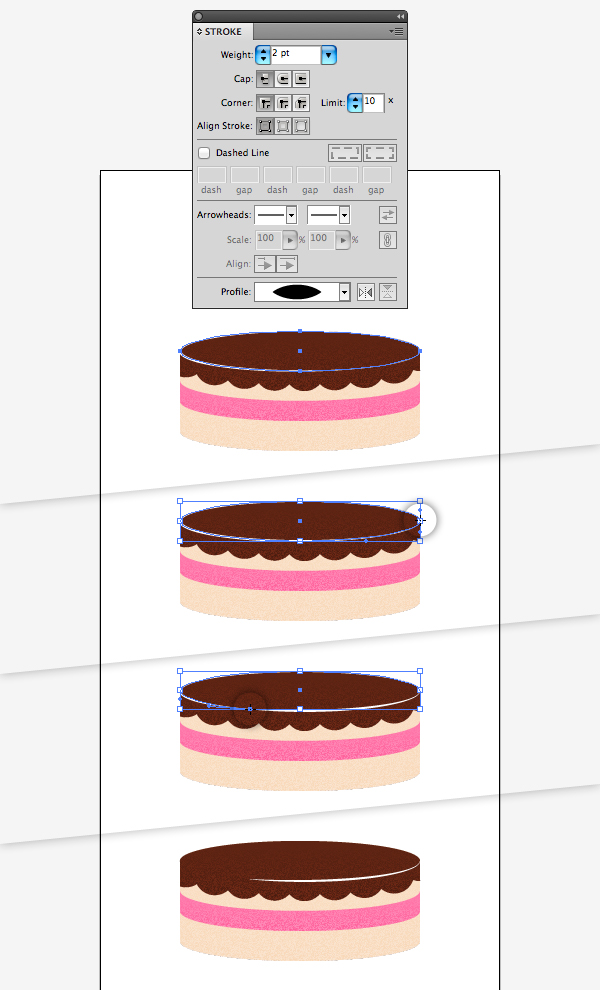 STROKE
Weight: 2 pt
Cap:
Corner: Limit: 10 x
Align Stroke:
Dashed Line
dash gap dash gap dash gap
Arrowheads:
Scale: 100 % 100 %
Align:
Profile: